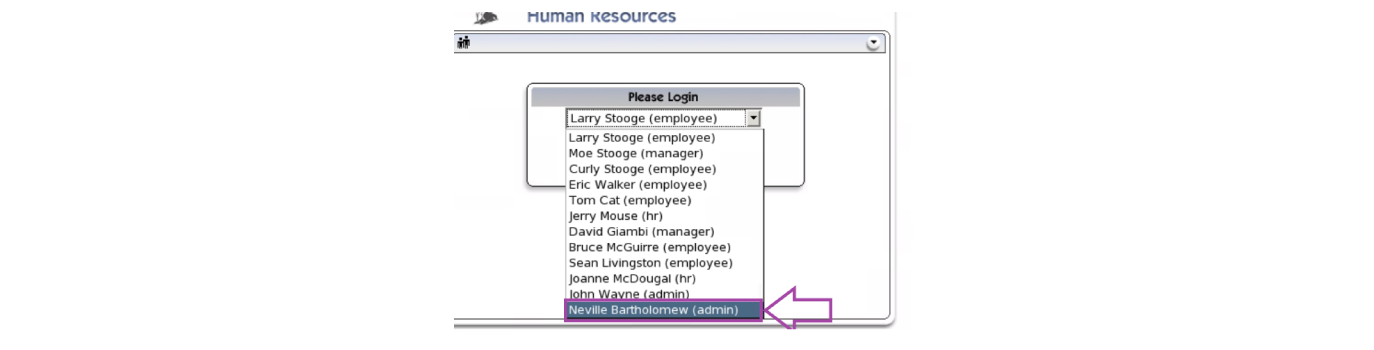 Human Resources
Please Login
Larry Stooge (employee)
Larry Stooge (employee)
Moe Stooge (manager)
Curly Stooge (employee)
Eric Walker (employee)
Tom Cat (employee)
Jerry Mouse (hr)
David Giambi (manager)
Bruce McGuirre (employee)
Sean Livingston (employee)
Joanne McDougal (hr)
John Wayne (admin)
Neville Bartholomew (admin)